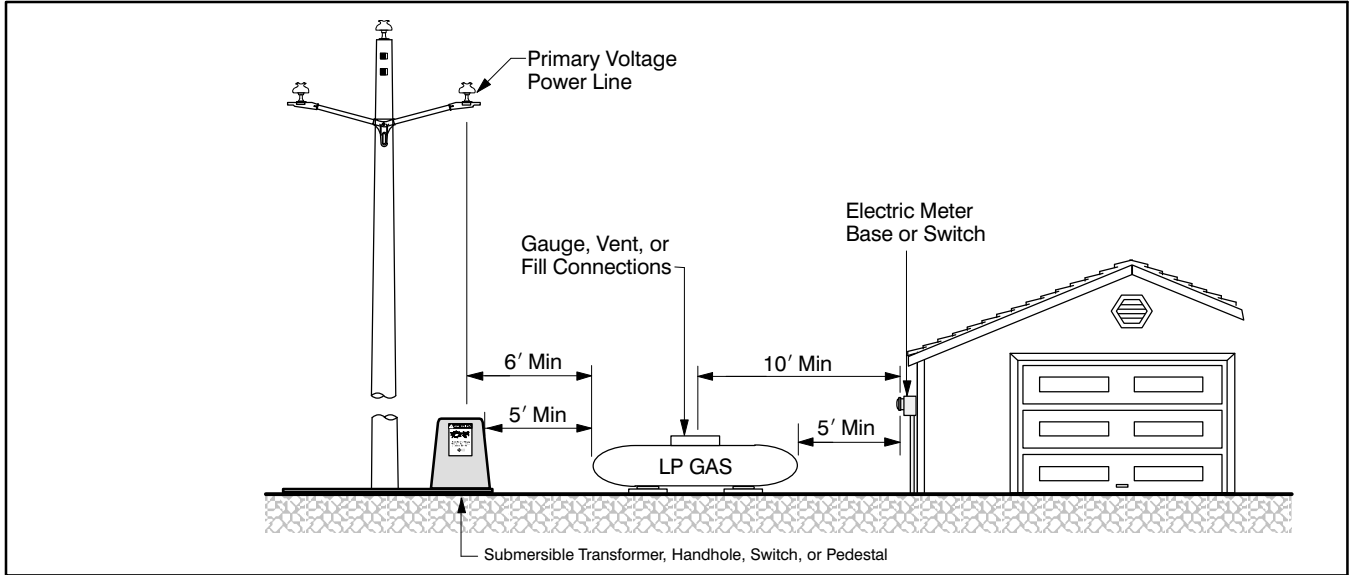 Primary Voltage
Power Line
Electric Meter
Base or Switch
Gauge, Vent, or
Fill Connections
6′ Min
10′ Min
5′ Min
5′ Min
LP GAS
Submersible Transformer, Handhole, Switch, or Pedestal